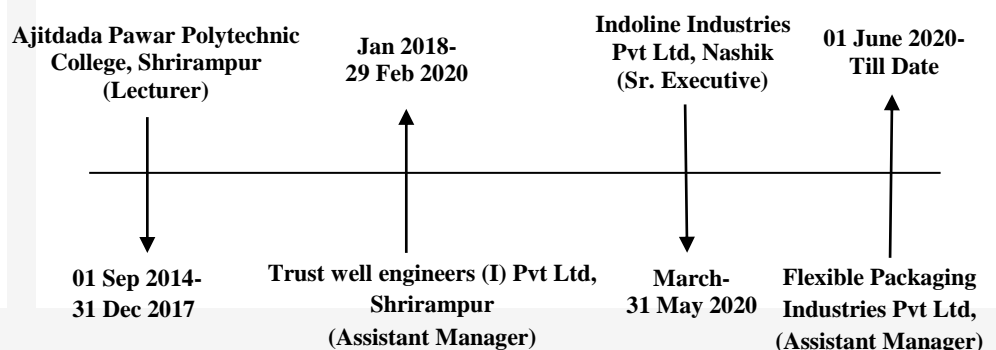 Ajitdada Pawar Polytechnic
College, Shrirampur
(Lecturer)
Jan 2018-
29 Feb 2020
Indoline Industries
Pvt Ltd, Nashik
(Sr. Executive)
01 June 2020-
Till Date
01 Sep 2014-
31 Dec 2017
Trust well engineers (I) Pvt Ltd,
Shrirampur
(Assistant Manager)
March-
31 May 2020
Flexible Packaging
Industries Pvt Ltd,
(Assistant Manager)